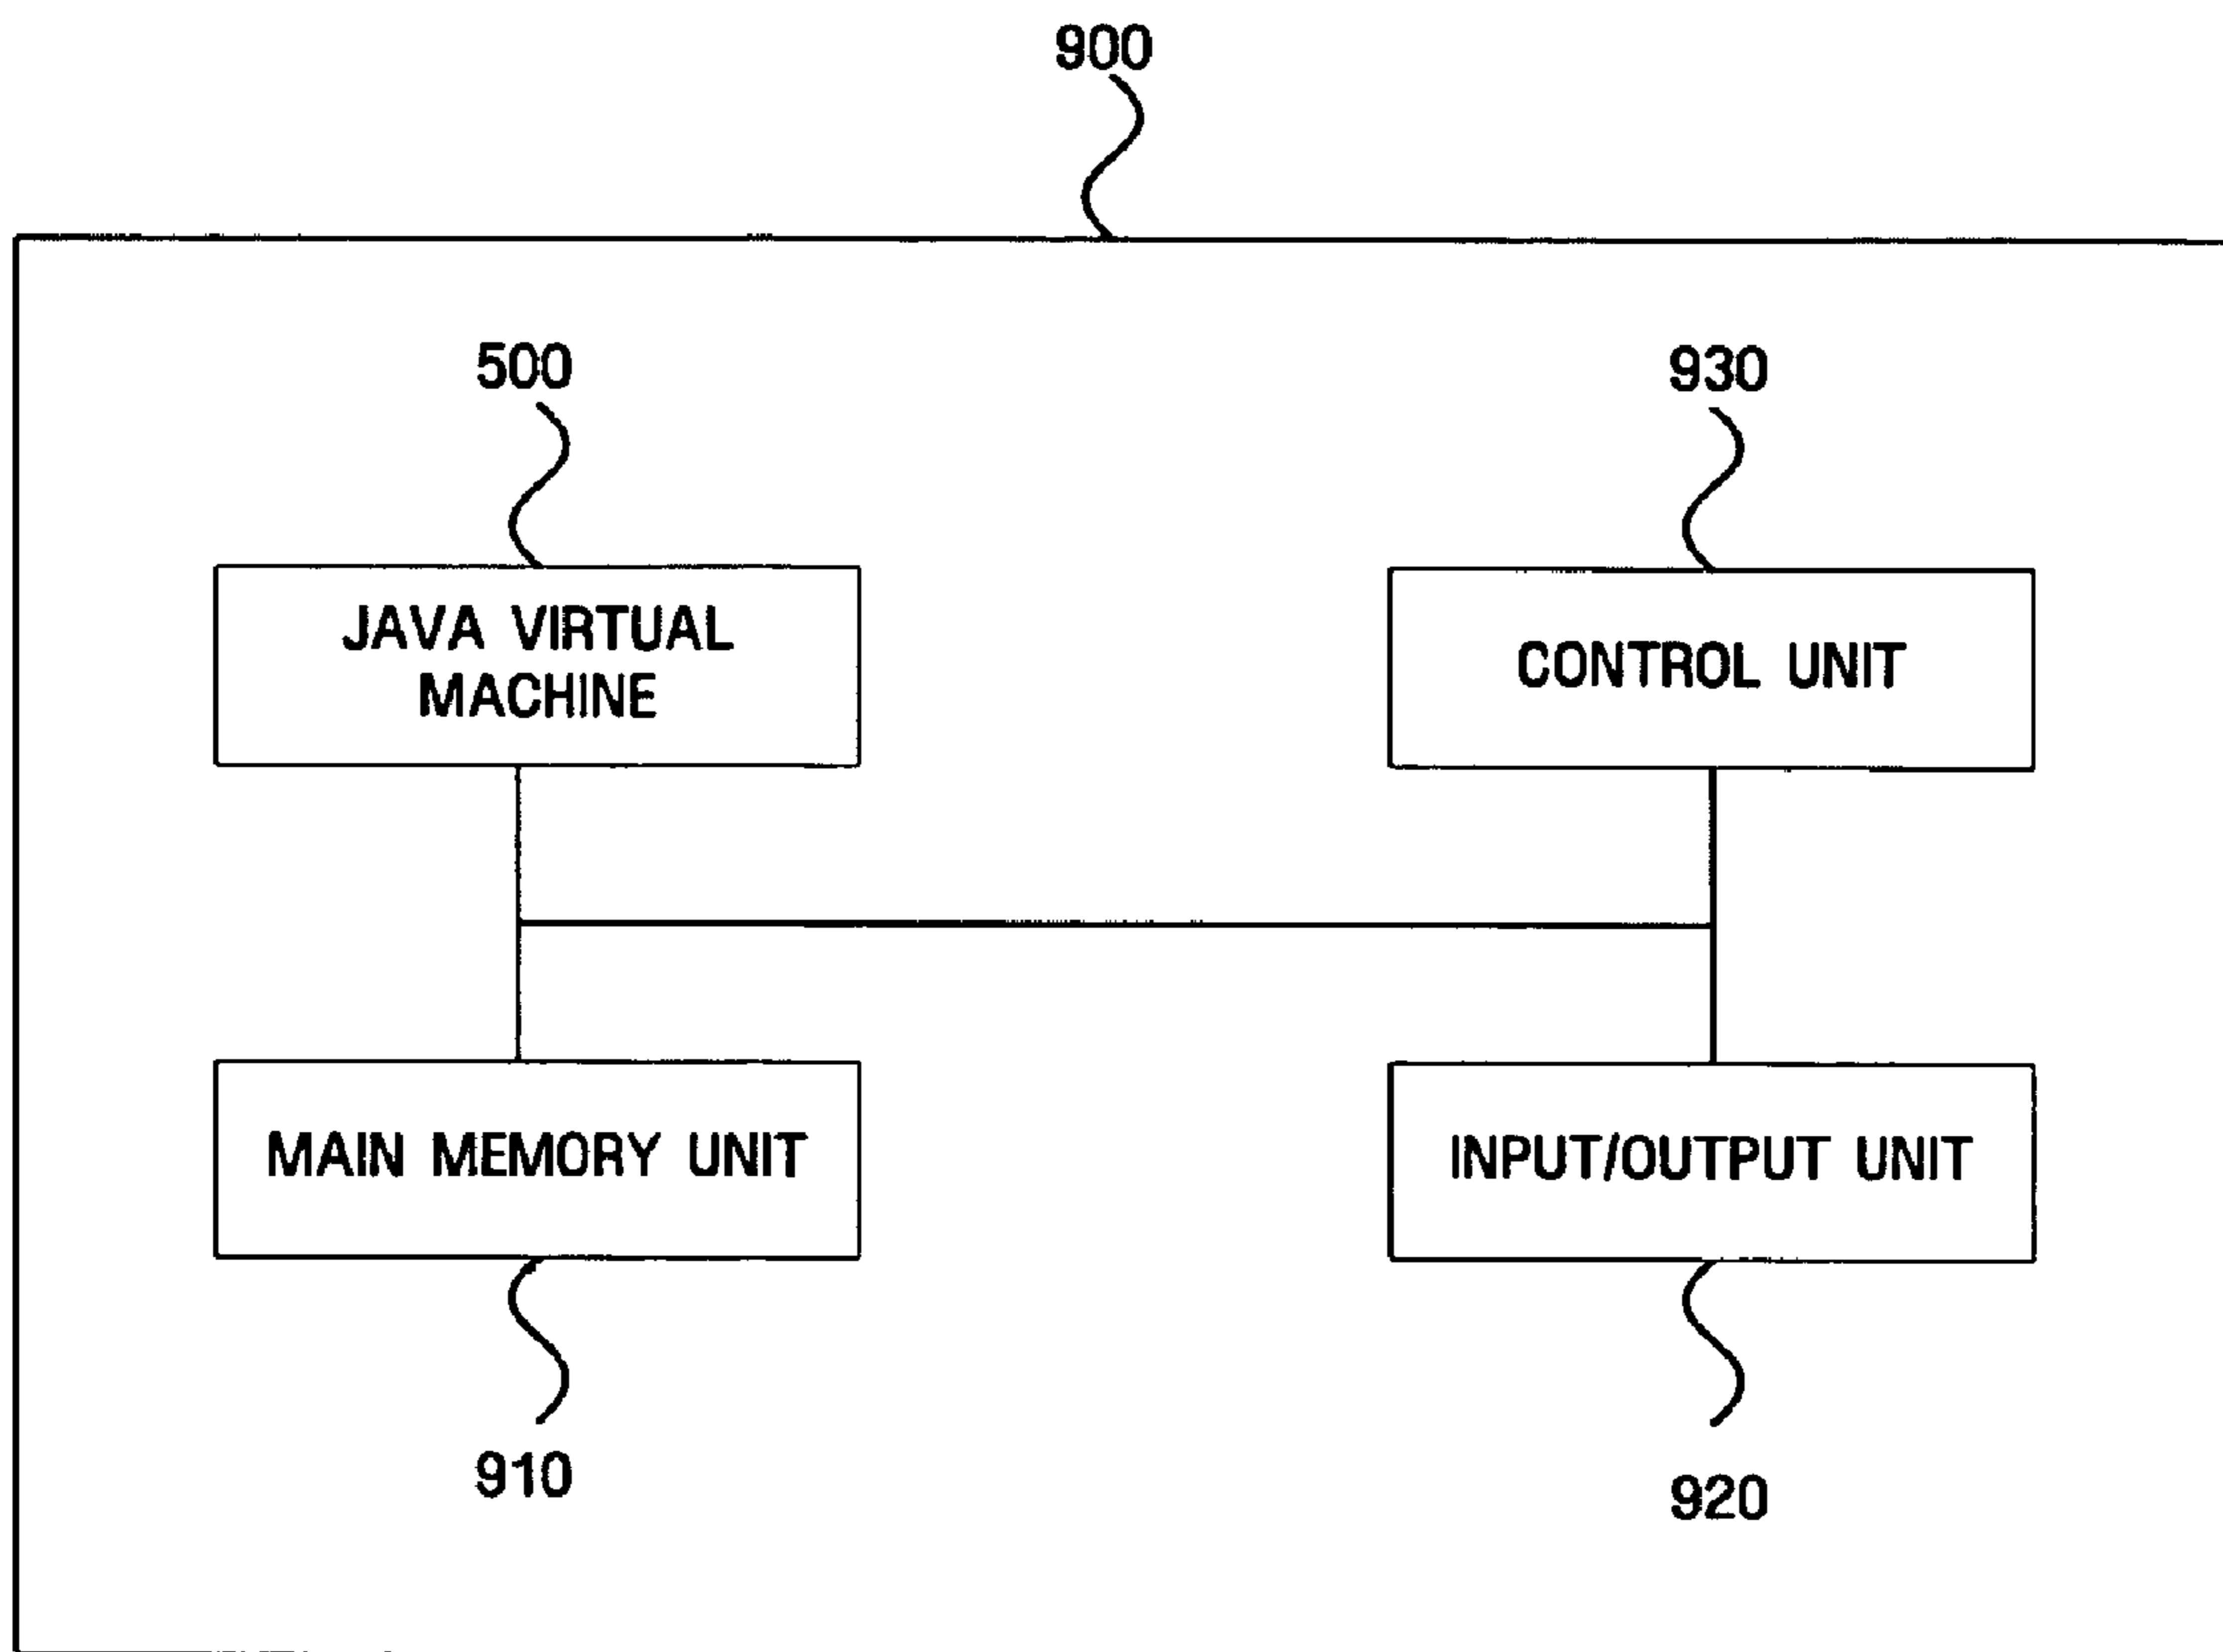 900
500
930
JAVA VIRTUAL
MACHINE
CONTROL UNIT
MAIN MEMORY UNIT
INPUT/OUTPUT UNIT
910
920